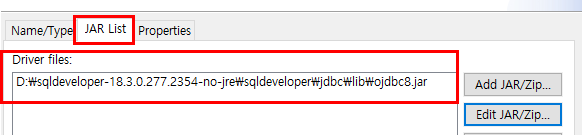 Name/Type JAR List Properties
Driver files:
D:₩sqldeveloper-18.3.0.277.2354-no-jre₩sqldeveloper₩jdbc₩lib₩ojdbc8.jar
Add JAR/Zip...
Edit JAR/Zip...